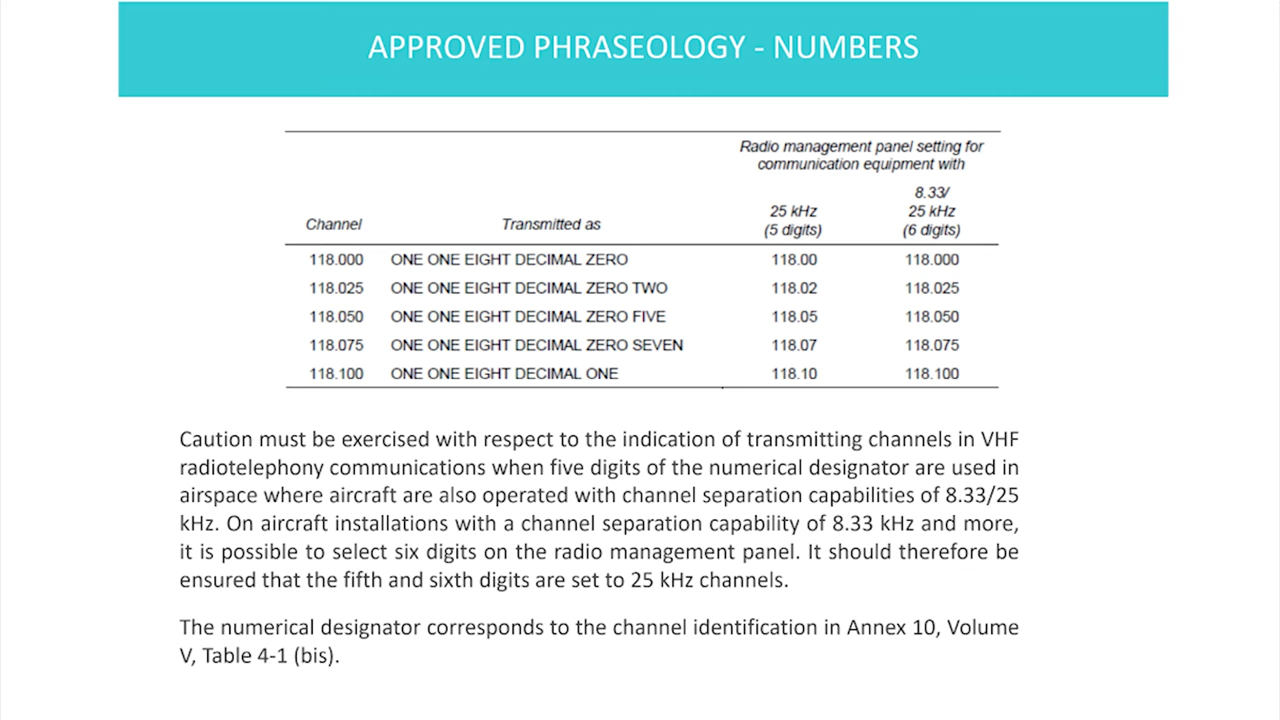 APPROVED PHRASEOLOGY - NUMBERS
Radio management panel setting for
communication equipment with
8.33/
25 kHz 25 kHz
Channel Transmitted as (5 digits) (6 digits)
118.000 ONE ONE EIGHT DECIMAL ZERO 118.00 118.000
118.025 ONE ONE EIGHT DECIMAL ZERO TWO 118.02 118.025
118.050 ONE ONE EIGHT DECIMAL ZERO FIVE 118.05 118.050
118.075 ONE ONE EIGHT DECIMAL ZERO SEVEN 118.07 118.075
118.100 ONE ONE EIGHT DECIMAL ONE 118.10 118.100
Caution must be exercised with respect to the indication of transmitting channels in VHF
radiotelephony communications when five digits of the numerical designator are used in
airspace where aircraft are also operated with channel separation capabilities of 8.33/25
kHz. On aircraft installations with a channel separation capability of 8.33 kHz and more,
it is possible to select six digits on the radio management panel. It should therefore be
ensured that the fifth and sixth digits are set to 25 kHz channels.
The numerical designator corresponds to the channel identification in Annex 10, Volume
V, Table 4-1 (bis).